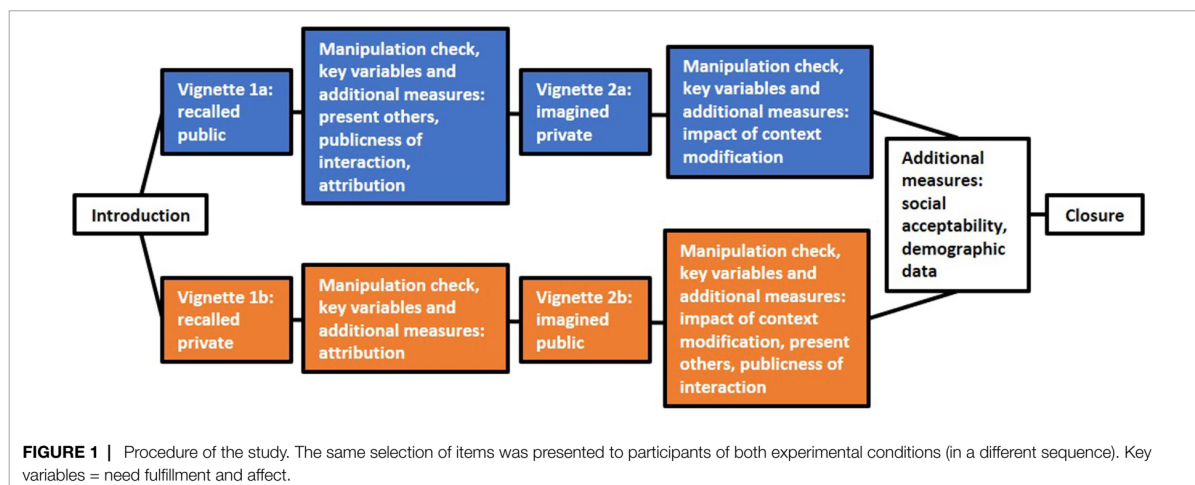 Introduction
Vignette 1a:
recalled
public
Manipulation check,
key variables and
additional measures:
present others,
publicness of
interaction,
attribution
Vignette 2a:
imagined
private
Manipulation check,
key variables and
additional measures:
impact of context
modification
Vignette 1b:
recalled
private
Manipulation check,
key variables and
additional measures:
attribution
Vignette 2b:
imagined
public
Manipulation check,
key variables and
additional measures:
impact of context
modification, present
others, publicness of
interaction
Additional
measures:
social
acceptability,
demographic
data
Closure
FIGURE 1 | Procedure of the study. The same selection of items was presented to participants of both experimental conditions (in a different sequence). Key
variables = need fulfillment and affect.